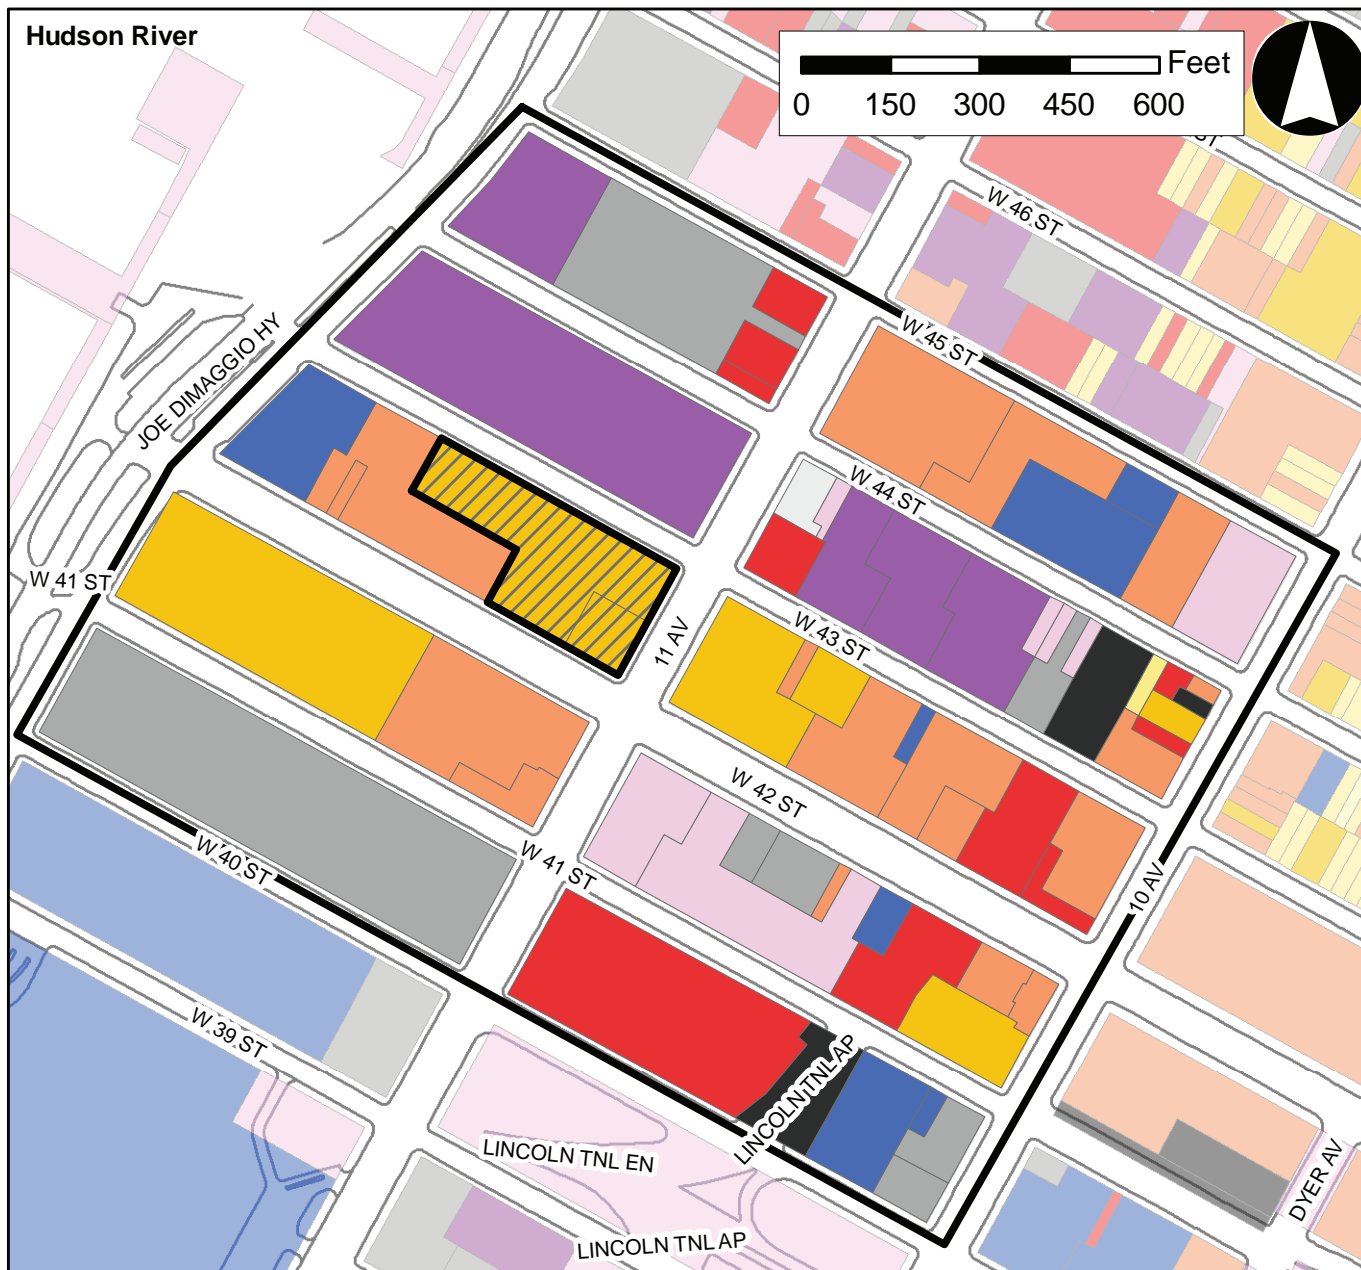 Hudson River
Feet
0 150 300 450 600
ST
W 46 ST
W 45 ST
JOE DIMAGGIO HY
W 44 ST
W 41 ST
W 43 ST
11 AV
W 42 ST
W 40 ST
W 41 ST
10 AV
W 39 ST
LINCOLN TNL AP
LINCOLN TNL EN
DYER AV
LINCOLN TNL AP